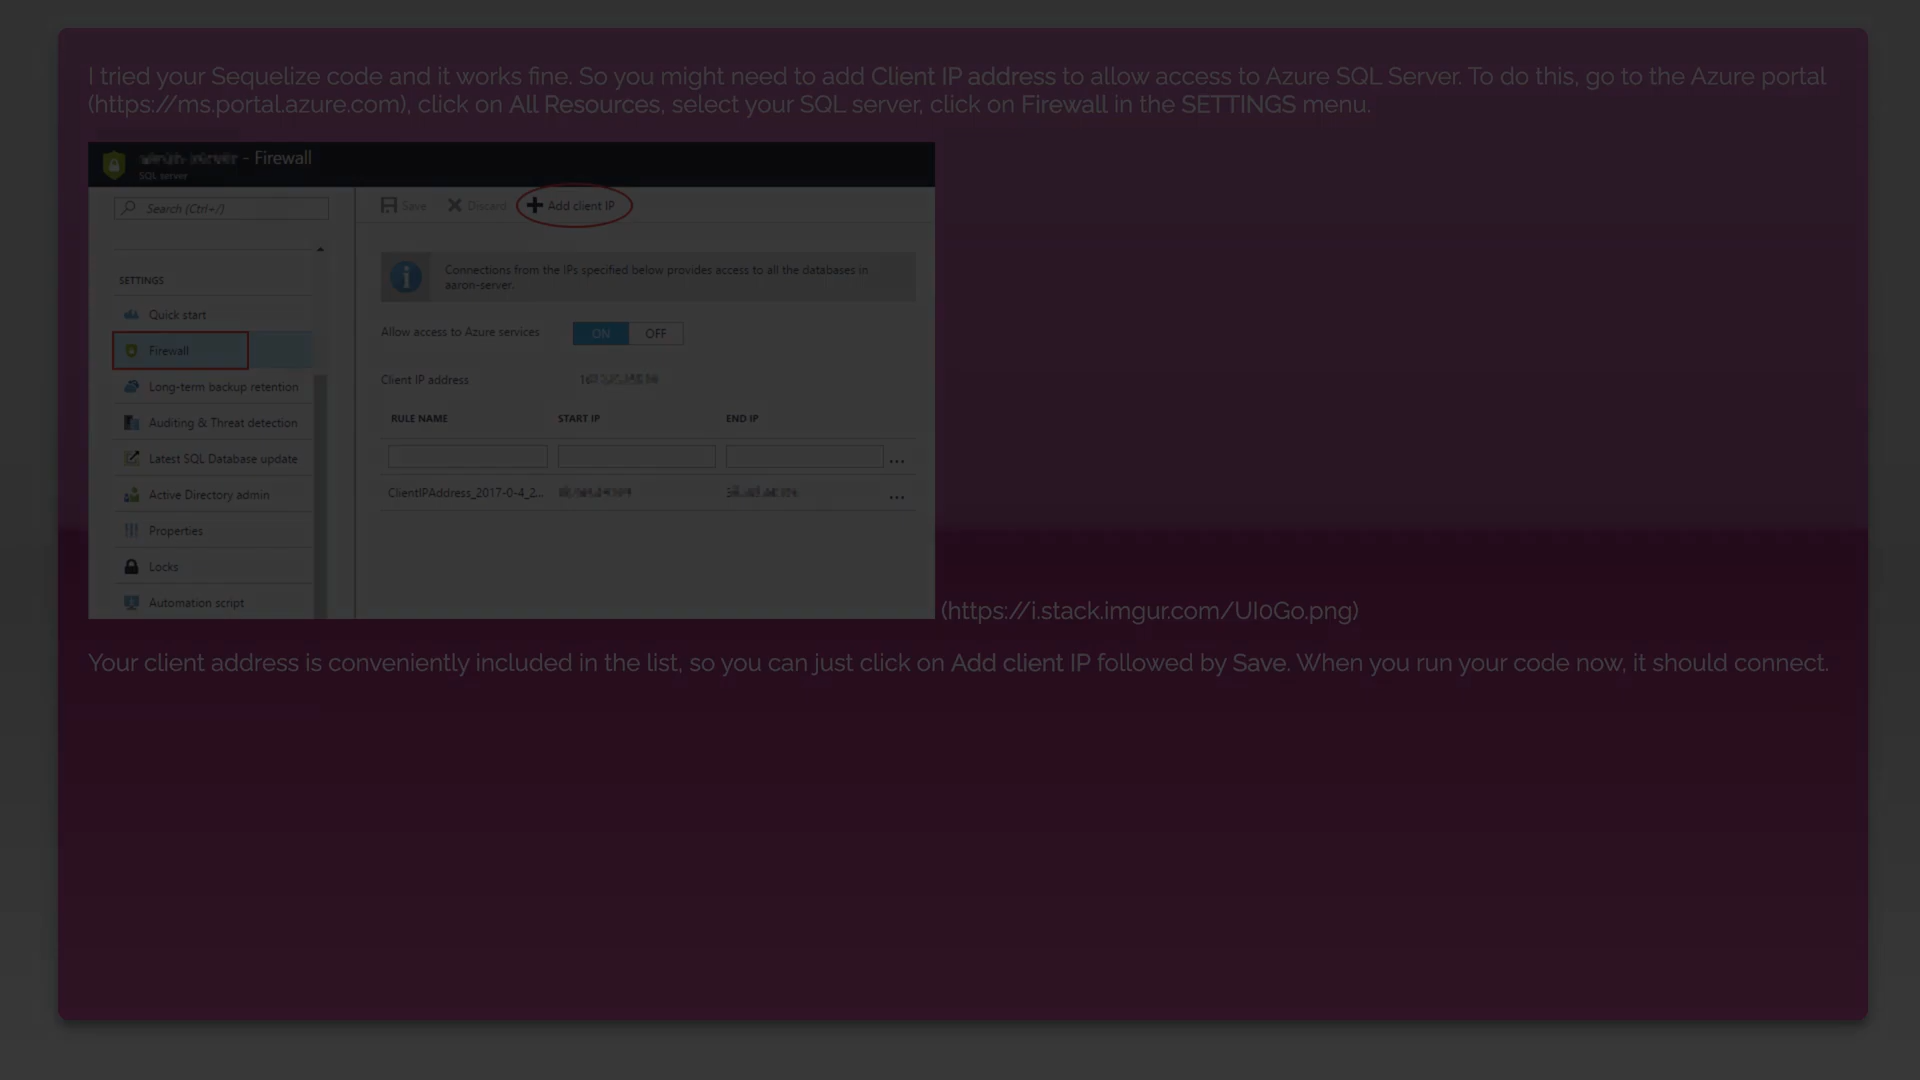 I tried your Sequelize code and it works fine. So you might need to add Client IP address to allow access to Azure SQL Server. To do this, go to the Azure portal
(https://ms.portal.azure.com), click on All Resources, select your SQL server, click on Firewall in the SETTINGS menu.
- Firewall
SQL server
Search (Ctrl+/)
Save Discard Add client IP
Connections from the IPs specified below provides access to all the databases in
aaron-server.
SETTINGS
Quick start
Allow access to Azure services ON OFF
Firewall
Client IP address
Long-term backup retention
RULE NAME START IP END IP
Auditing & Threat detection
Latest SQL Database update
...
Active Directory admin
ClientIPAddress_2017-0-4_2...
...
Properties
Locks
Automation script
(https://i.stack.imgur.com/UI0Go.png)
Your client address is conveniently included in the list, so you can just click on Add client IP followed by Save. When you run your code now, it should connect.